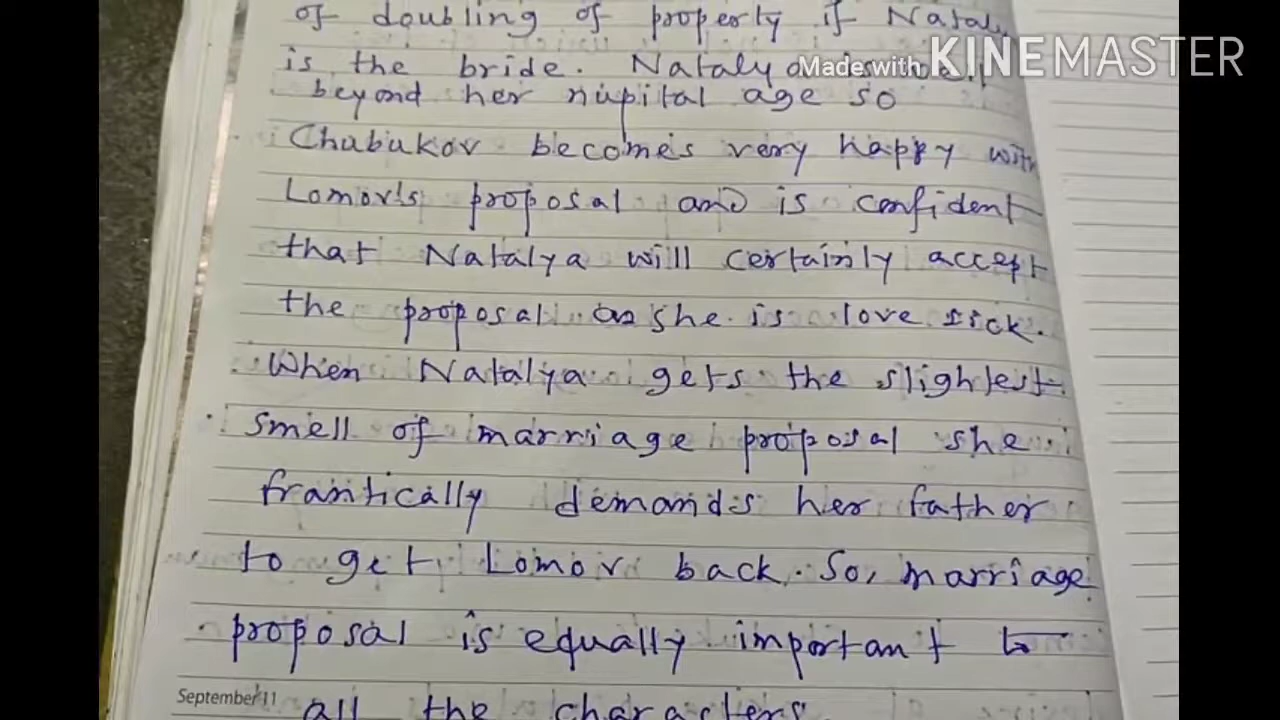 of doubling of property if Natal
is the bride. Natalya
Made with KINEMASTER
beyond her nupital age so
Chubukov becomes very happy with
Lomov's proposal and is confident
that Natalya will certainly accept
the proposal as she is love sick.
When Natalya gets the slightest
smell of marriage proposal she
frantically demands her father
to get Lomov back. So, marriage
proposal is equally important to
all the characters.
September 11